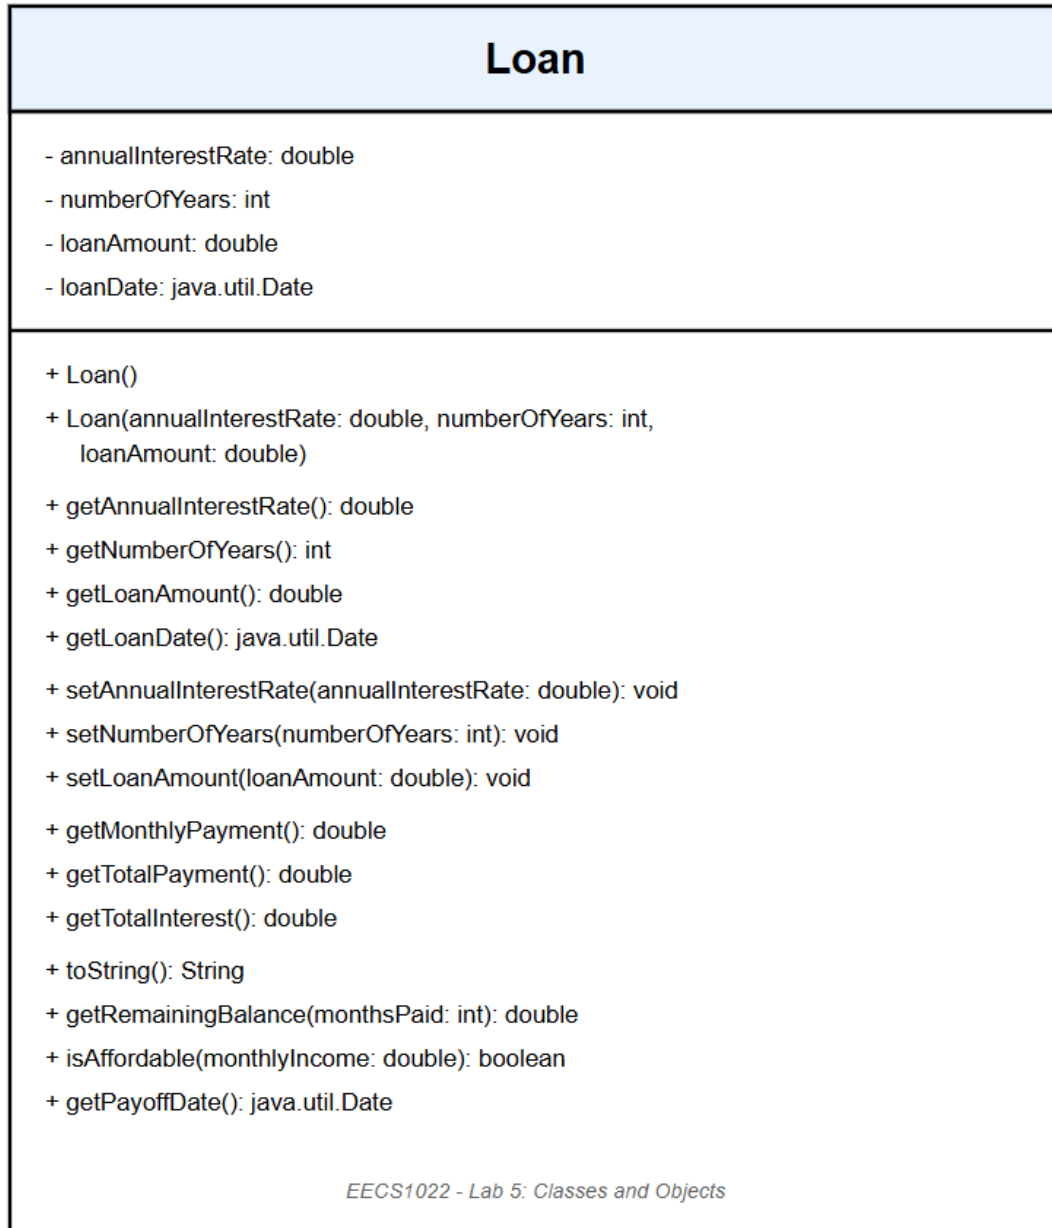 Loan
- annualInterestRate: double
- numberOfYears: int
- loanAmount: double
- loanDate: java.util.Date
+ Loan()
+ Loan(annualInterestRate: double, numberOfYears: int,
loanAmount: double)
+ getAnnualInterestRate(): double
+ getNumberOfYears(): int
+ getLoanAmount(): double
+ getLoanDate(): java.util.Date
+ setAnnualInterestRate(annualInterestRate: double): void
+ setNumberOfYears(numberOfYears: int): void
+ setLoanAmount(loanAmount: double): void
+ getMonthlyPayment(): double
+ getTotalPayment(): double
+ getTotalInterest(): double
+ toString(): String
+ getRemainingBalance(monthsPaid: int): double
+ isAffordable(monthlyIncome: double): boolean
+ getPayoffDate(): java.util.Date
EECS1022 - Lab 5: Classes and Objects